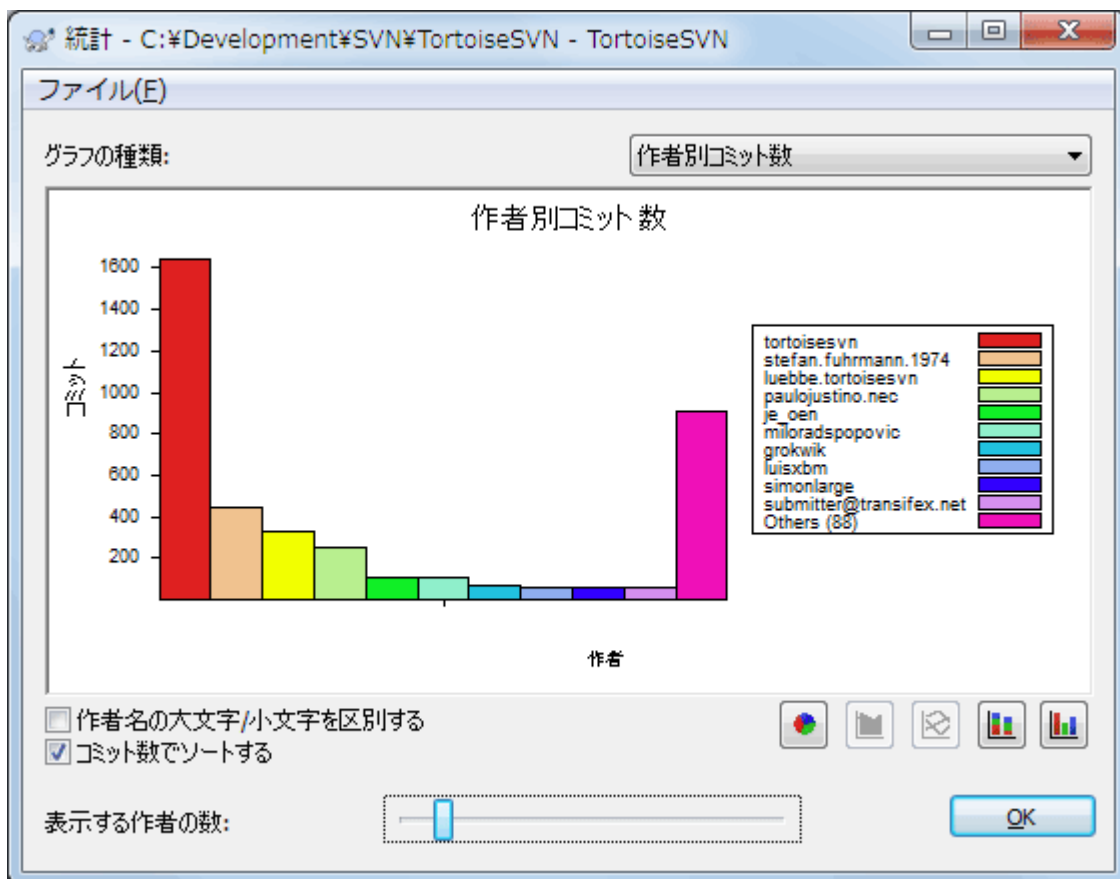 統計 - C:¥Development¥SVN¥TortoiseSVN - TortoiseSVN
ファイル(F)
グラフの種類:
作者別コミット数
作者別コミット数
コミット
1600
1400
1200
1000
800
600
400
200
作者
tortoisesvn
stefan.fuhrmann.1974
luebbe.tortoisesvn
paulojustino.nec
je_oen
miloradspopovic
grokwik
luisxbm
simonlarge
submitter@transifex.net
Others (88)
作者名の大文字/小文字を区別する
コミット数でソートする
表示する作者の数:
OK